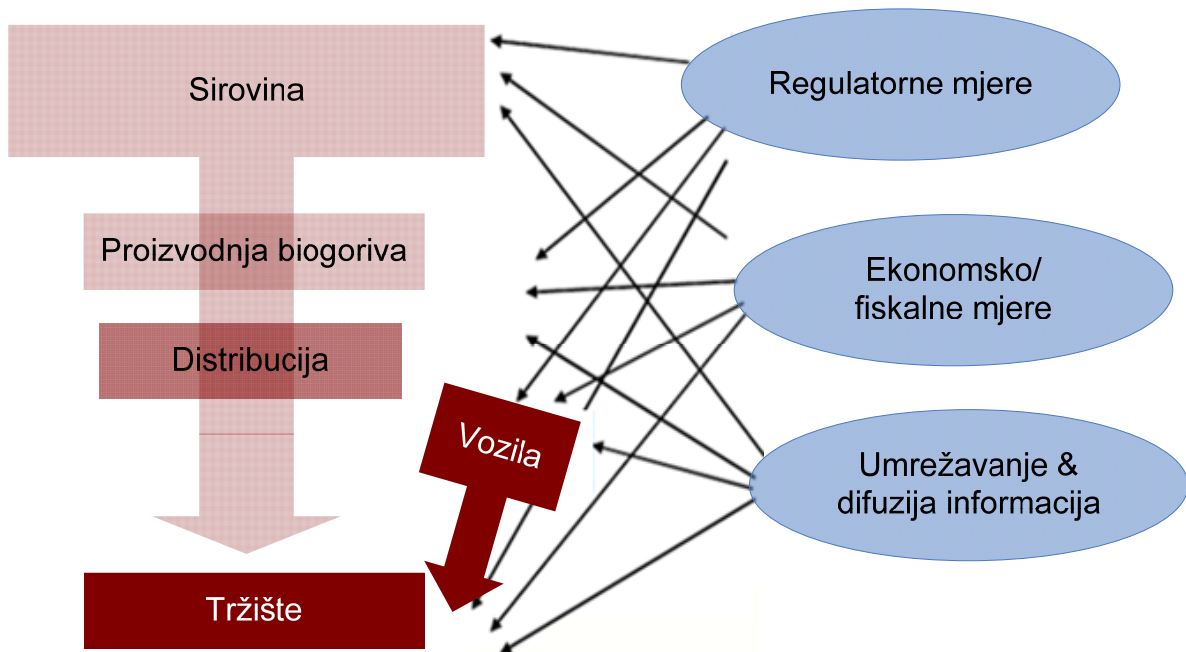 Sirovina
Regulatorne mjere
Proizvodnja biogoriva
Ekonomsko/
fiskalne mjere
Distribucija
Vozila
Umrežavanje &
difuzija informacija
Tržište